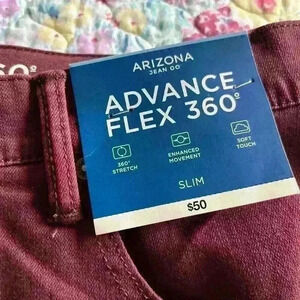 ARIZONA
JEAN CO
ADVANCE
FLEX 360°
360°
STRETCH
ENHANCED
MOVEMENT
SOFT
TOUCH
SLIM
$50